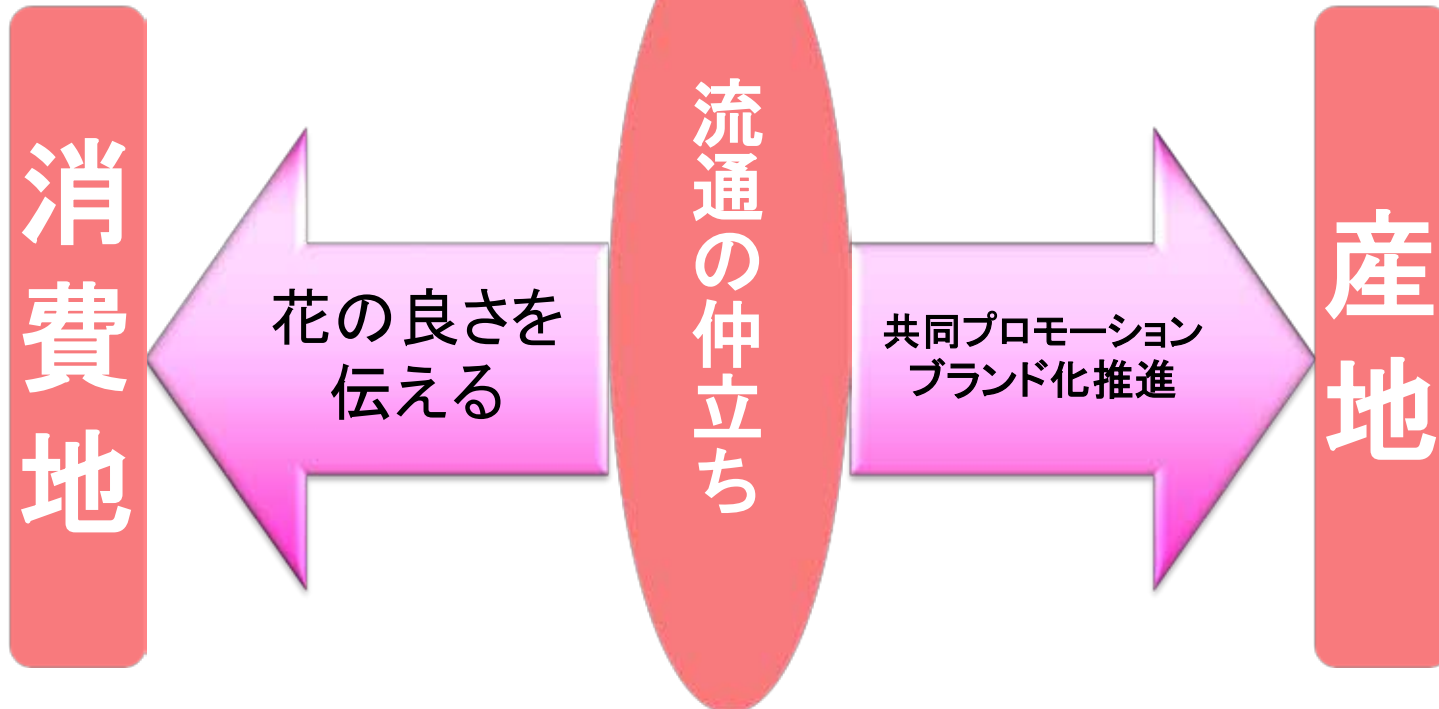 消費地
花の良さを
伝える
流通の仲立ち
共同プロモーション
ブランド化推進
産地